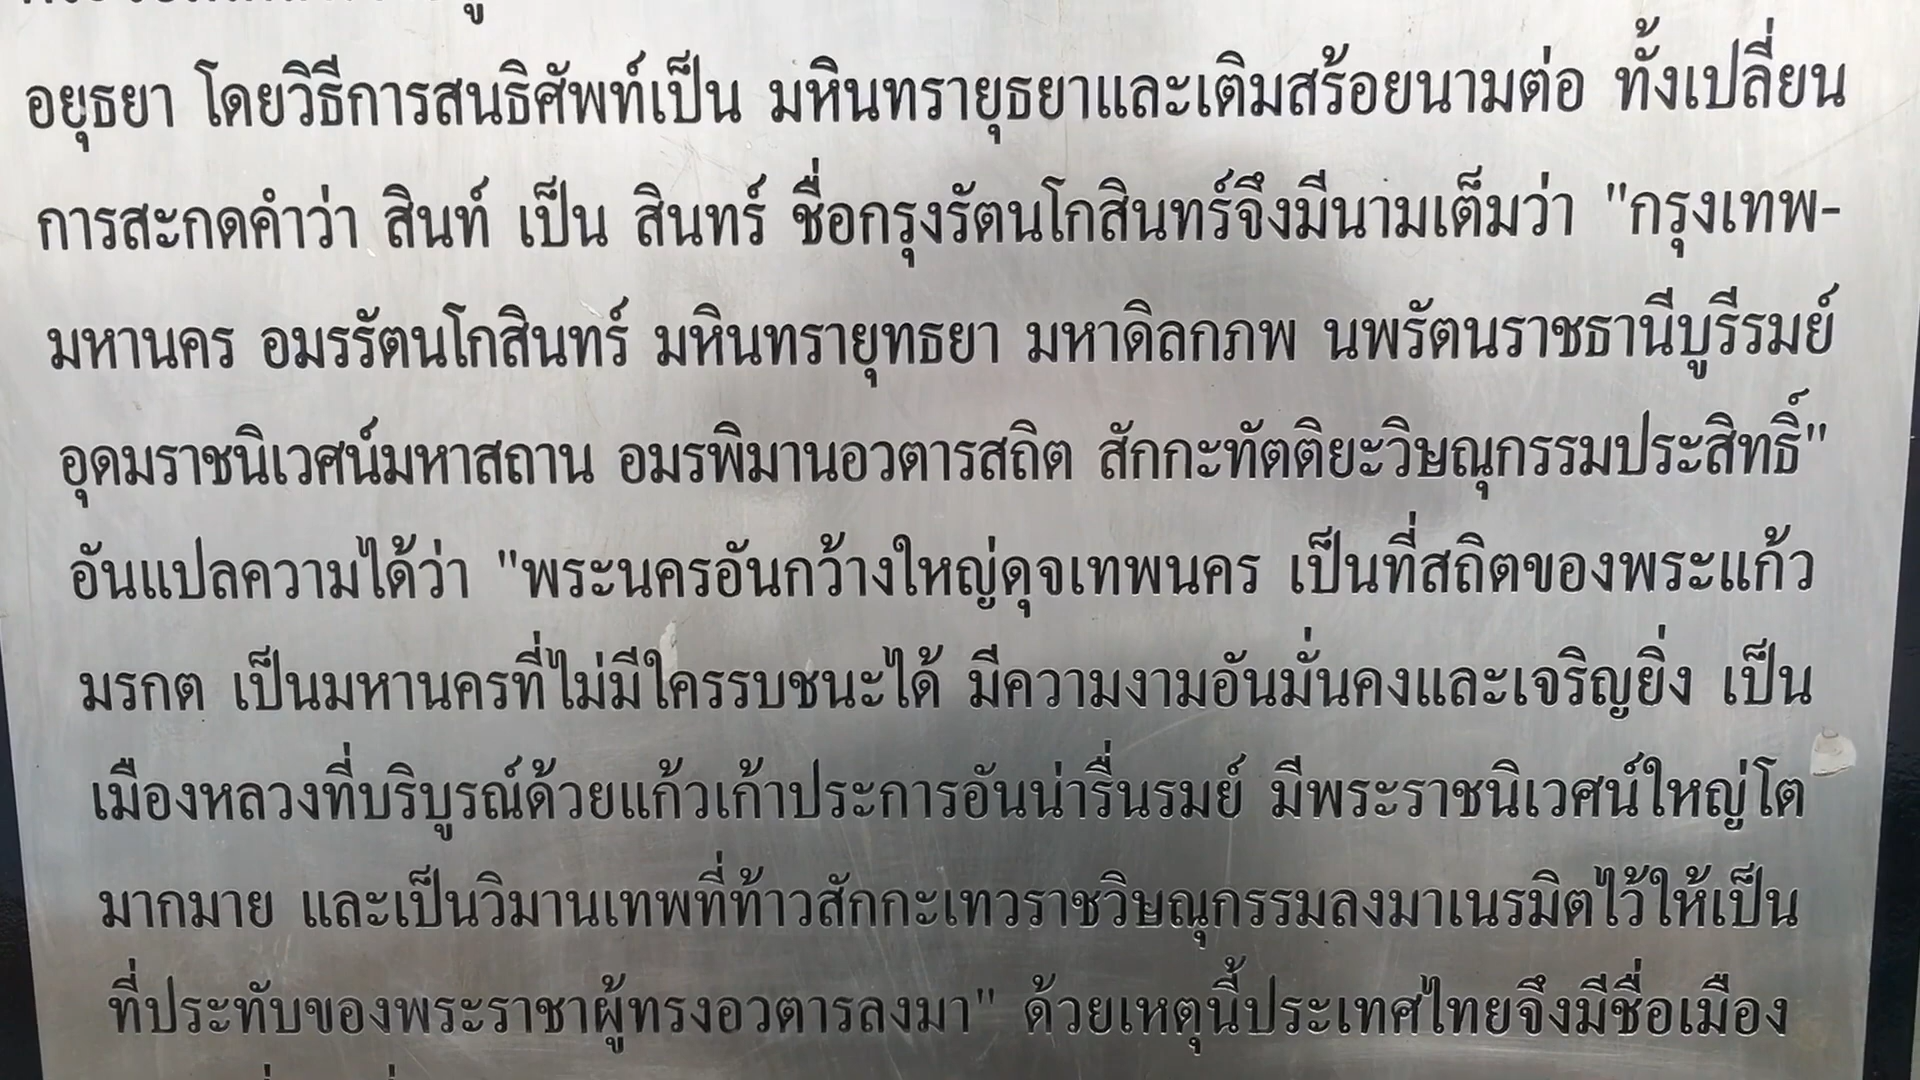 อยุธยา โดยวิธีการสนธิศัพท์เป็น มหินทรายุธยาและเติมสร้อยนามต่อ ทั้งเปลี่ยน
การสะกดคำว่า สินท์ เป็น สินทร์ ชื่อกรุงรัตนโกสินทร์จึงมีนามเต็มว่า "กรุงเทพ-
มหานคร อมรรัตนโกสินทร์ มหินทรายุทธยา มหาดิลกภพ นพรัตนราชธานีบูรีรมย์
อุดมราชนิเวศน์มหาสถาน อมรพิมานอวตารสถิต สักกะทัตติยะวิษณุกรรมประสิทธิ์"
อันแปลความได้ว่า "พระนครอันกว้างใหญ่ดุจเทพนคร เป็นที่สถิตของพระแก้ว
มรกต เป็นมหานครที่ไม่มีใครรบชนะได้ มีความงามอันมั่นคงและเจริญยิ่ง เป็น
เมืองหลวงที่บริบูรณ์ด้วยแก้วเก้าประการอันน่ารื่นรมย์ มีพระราชนิเวศน์ใหญ่โต
มากมาย และเป็นวิมานเทพที่ท้าวสักกะเทวราชวิษณุกรรมลงมาเนรมิตไว้ให้เป็น
ที่ประทับของพระราชาผู้ทรงอวตารลงมา" ด้วยเหตุนี้ประเทศไทยจึงมีชื่อเมือง